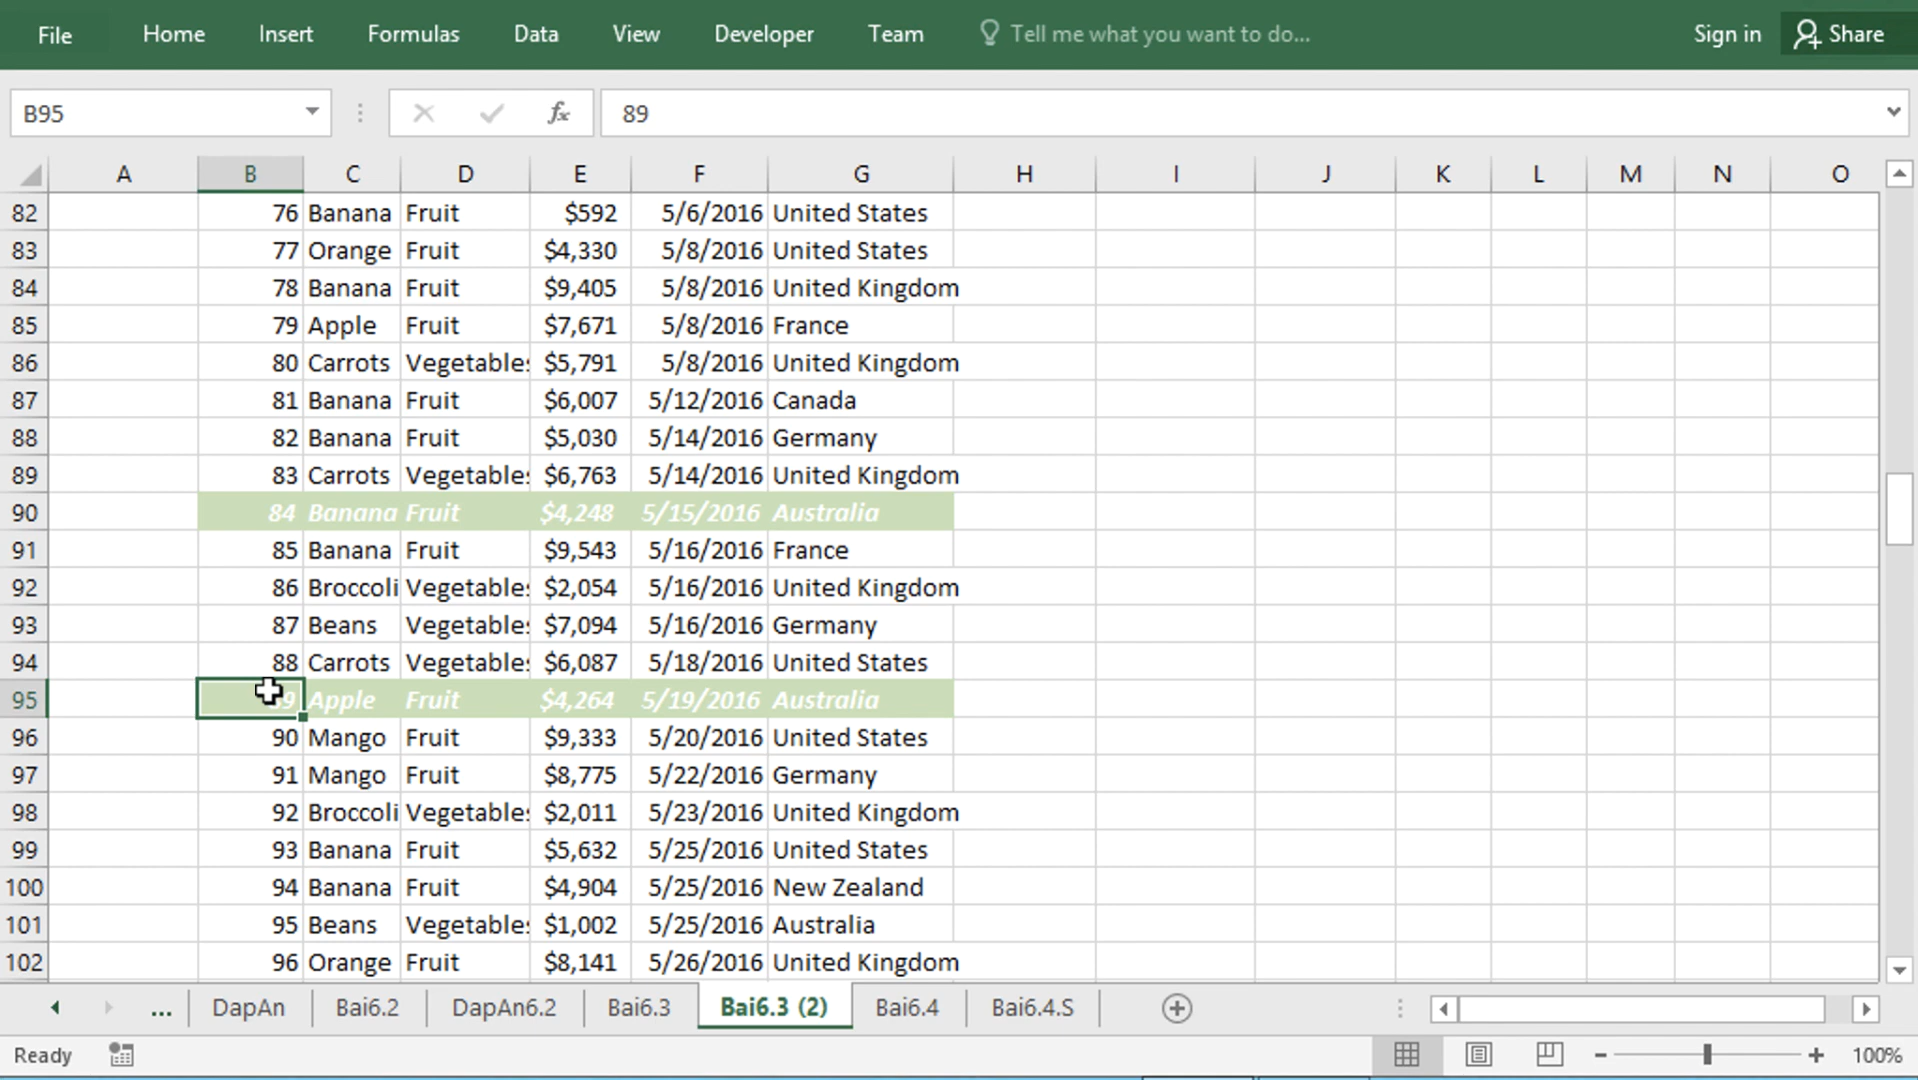 File Home Insert Formulas Data View Developer Team Tell me what you want to do... Sign in Share
B95 fx 89
A B C D E F G H I J K L M N O
82 76 Banana Fruit $592 5/6/2016 United States
83 77 Orange Fruit $4,330 5/8/2016 United States
84 78 Banana Fruit $9,405 5/8/2016 United Kingdom
85 79 Apple Fruit $7,671 5/8/2016 France
86 80 Carrots Vegetables $5,791 5/8/2016 United Kingdom
87 81 Banana Fruit $6,007 5/12/2016 Canada
88 82 Banana Fruit $5,030 5/14/2016 Germany
89 83 Carrots Vegetables $6,763 5/14/2016 United Kingdom
90 84 Banana Fruit $4,248 5/15/2016 Australia
91 85 Banana Fruit $9,543 5/16/2016 France
92 86 Broccoli Vegetables $2,054 5/16/2016 United Kingdom
93 87 Beans Vegetables $7,094 5/16/2016 Germany
94 88 Carrots Vegetables $6,087 5/18/2016 United States
95 89 Apple Fruit $4,264 5/19/2016 Australia
96 90 Mango Fruit $9,333 5/20/2016 United States
97 91 Mango Fruit $8,775 5/22/2016 Germany
98 92 Broccoli Vegetables $2,011 5/23/2016 United Kingdom
99 93 Banana Fruit $5,632 5/25/2016 United States
100 94 Banana Fruit $4,904 5/25/2016 New Zealand
101 95 Beans Vegetables $1,002 5/25/2016 Australia
102 96 Orange Fruit $8,141 5/26/2016 United Kingdom
... DapAn Bai6.2 DapAn6.2 Bai6.3 Bai6.3 (2) Bai6.4 Bai6.4.S
Ready 100%